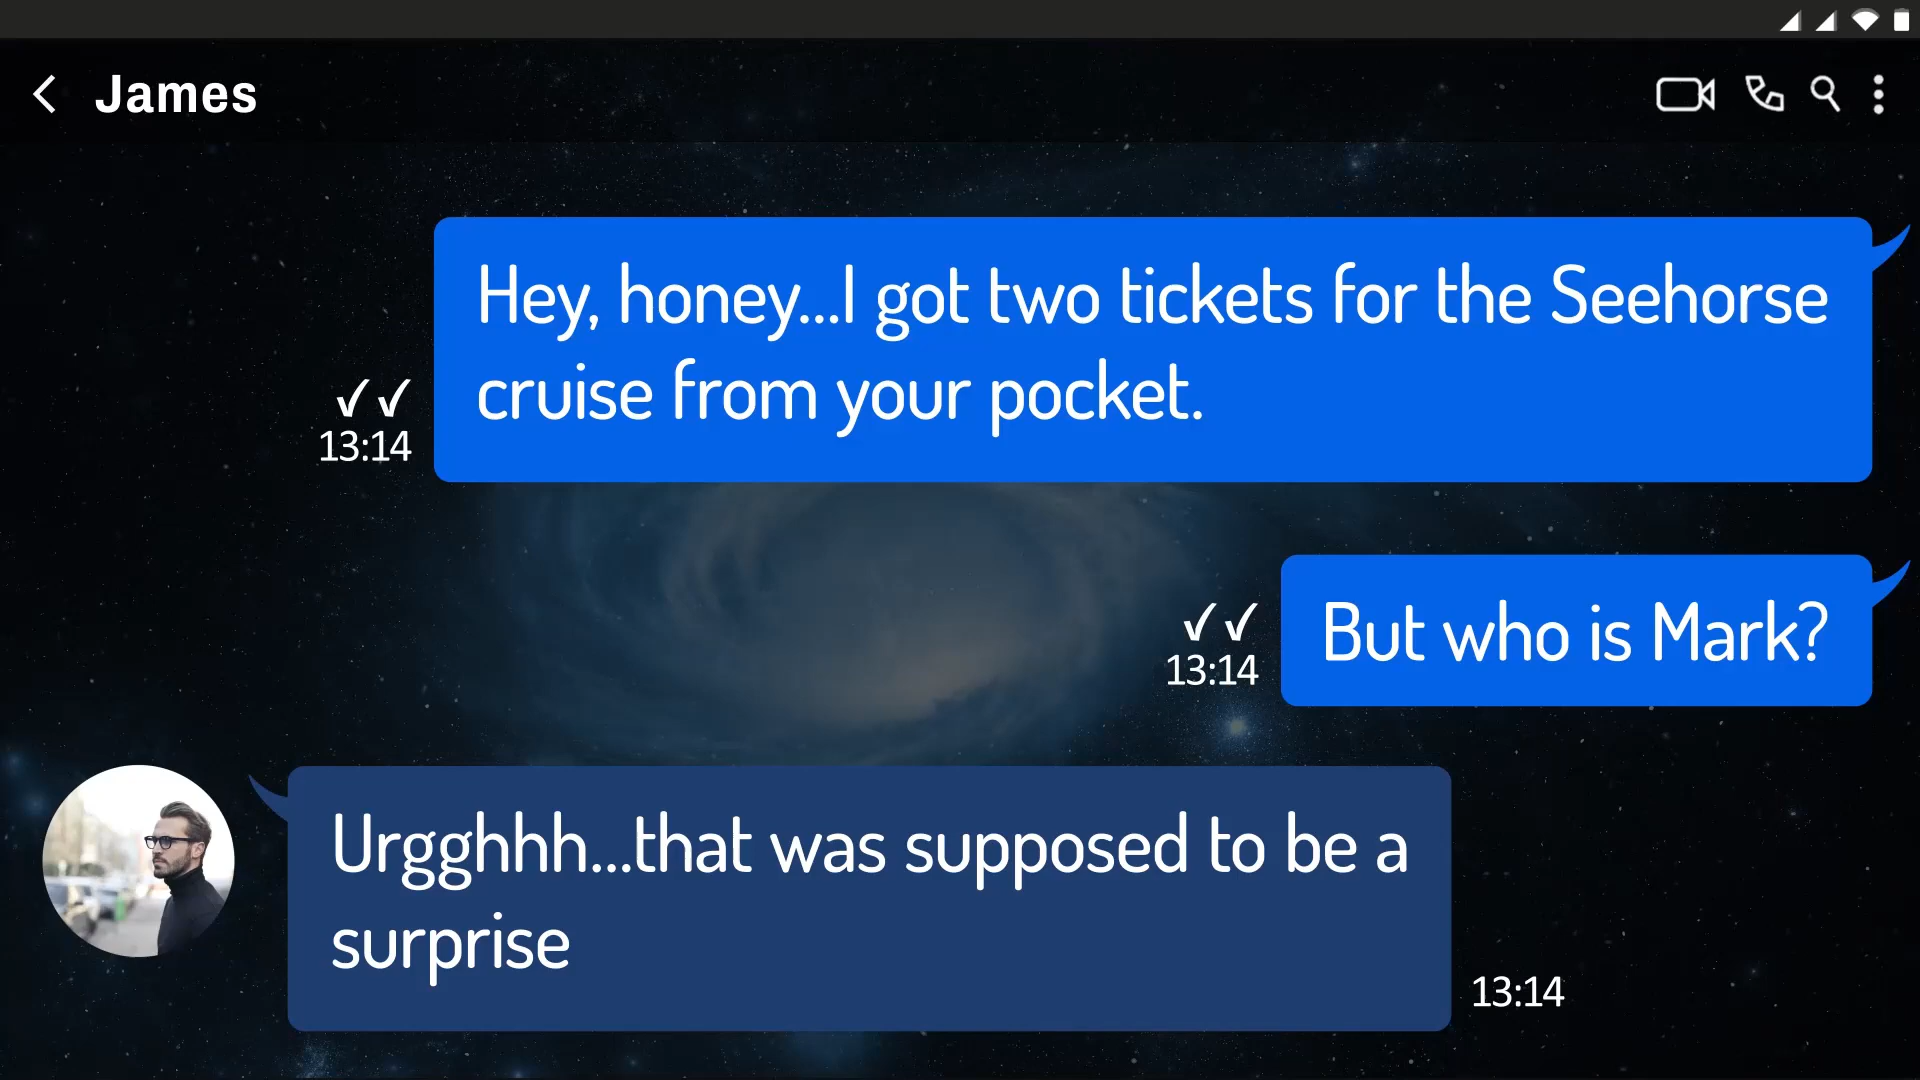 James
Hey, honey...I got two tickets for the Seehorse
cruise from your pocket.
✓✓
13:14
But who is Mark?
✓✓
13:14
Urgghhh...that was supposed to be a
surprise
13:14